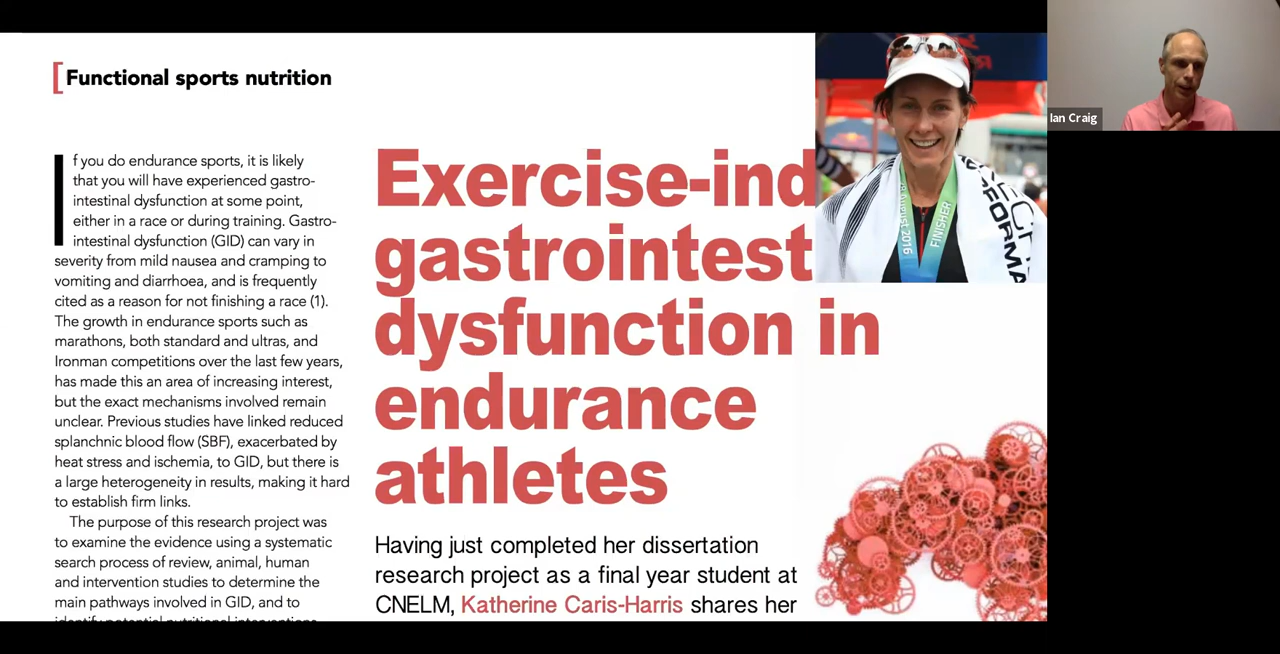 Functional sports nutrition
If you do endurance sports, it is likely
that you will have experienced gastro-
intestinal dysfunction at some point,
either in a race or during training. Gastro-
intestinal dysfunction (GID) can vary in
severity from mild nausea and cramping to
vomiting and diarrhoea, and is frequently
cited as a reason for not finishing a race (1).
The growth in endurance sports such as
marathons, both standard and ultras, and
Ironman competitions over the last few years,
has made this an area of increasing interest,
but the exact mechanisms involved remain
unclear. Previous studies have linked reduced
splanchnic blood flow (SBF), exacerbated by
heat stress and ischemia, to GID, but there is
a large heterogeneity in results, making it hard
to establish firm links.
The purpose of this research project was
to examine the evidence using a systematic
search process of review, animal, human
and intervention studies to determine the
main pathways involved in GID, and to
identify potential nutritional interventions
Exercise-ind
gastrointest
dysfunction in
endurance
athletes
Having just completed her dissertation
research project as a final year student at
CNELM, Katherine Caris-Harris shares her
August 2016
FINISHER
Ian Craig